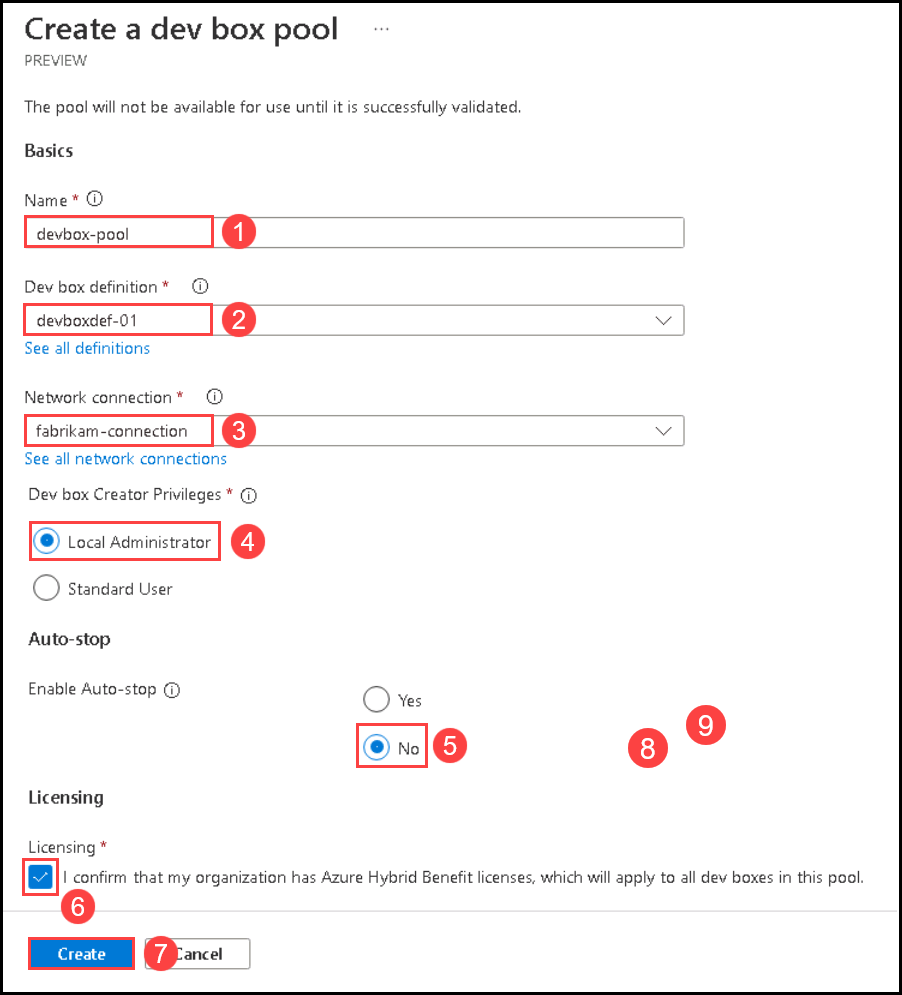 Create a dev box pool ...
PREVIEW
The pool will not be available for use until it is successfully validated.
Basics
Name *
devbox-pool 1
Dev box definition *
devboxdef-01 2
See all definitions
Network connection *
fabrikam-connection 3
See all network connections
Dev box Creator Privileges *
Local Administrator 4
Standard User
Auto-stop
Enable Auto-stop
Yes
9
No 5 8
Licensing
Licensing *
I confirm that my organization has Azure Hybrid Benefit licenses, which will apply to all dev boxes in this pool.
6
Create 7 Cancel